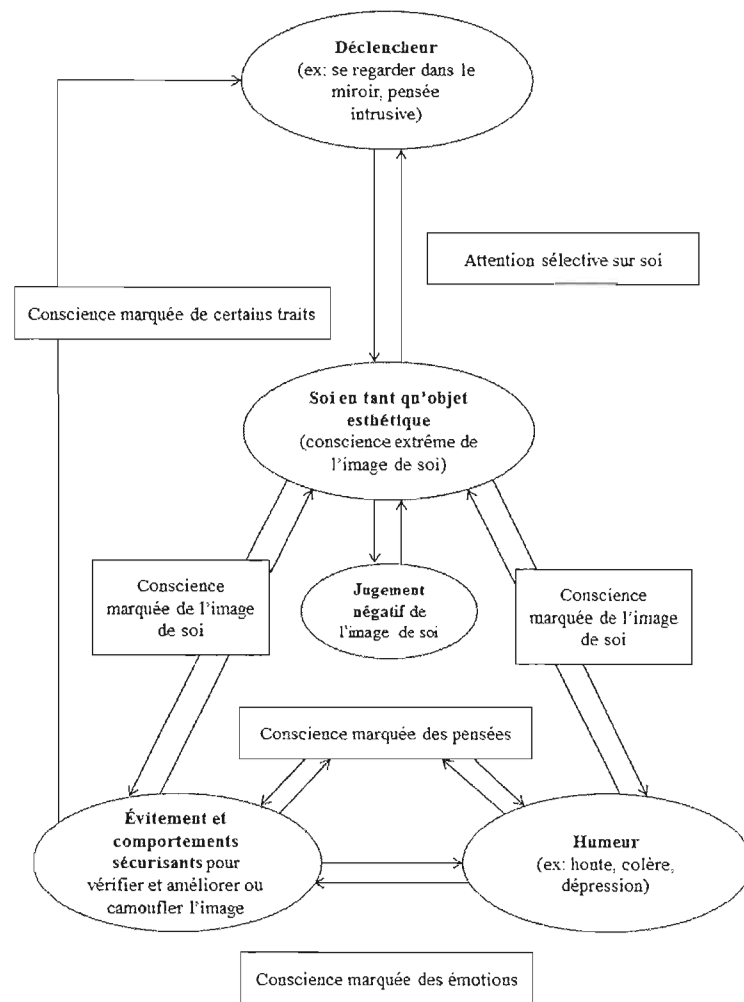 Déclencheur
(ex: se regarder dans le
miroir, pensée
intrusive)
Attention sélective sur soi
Conscience marquée de certains traits
Soi en tant qu'objet
esthétique
(conscience extrême de
l'image de soi)
Conscience
marquée de l'image
de soi
Jugement
négatif de
l'image de soi
Conscience
marquée de l'image
de soi
Conscience marquée des pensées
Évitement et
comportements
sécurisants pour
vérifier et améliorer ou
camoufler l'image
Humeur
(ex: honte, colère,
dépression)
Conscience marquée des émotions